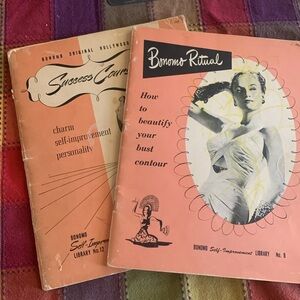 BONOMO ORIGINAL HOLLYWOOD
Success Course
charm
self-improvement
personality
BONOMO
Self-Improvement
LIBRARY No. 12
Bonomo Ritual
How
to
beautify
your
bust
contour
BONOMO Self-Improvement LIBRARY No. 8